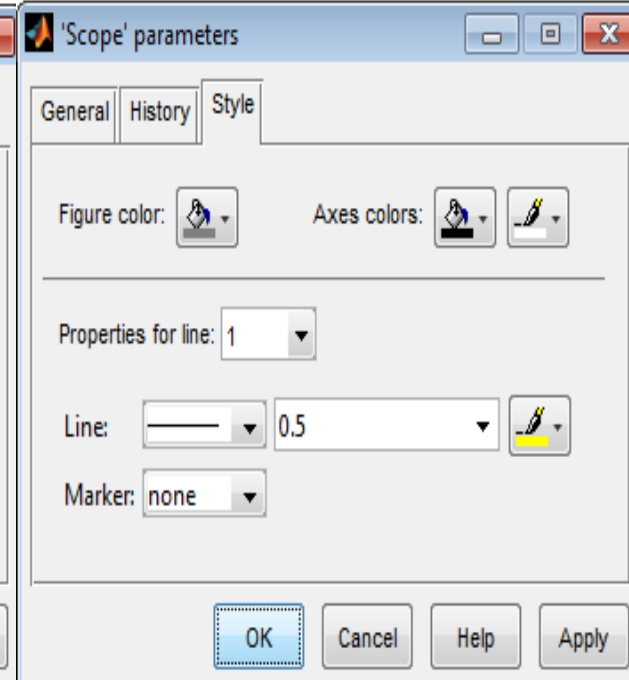 'Scope' parameters
General History Style
Figure color: Axes colors:
Properties for line: 1
Line: 0.5
Marker: none
OK Cancel Help Apply